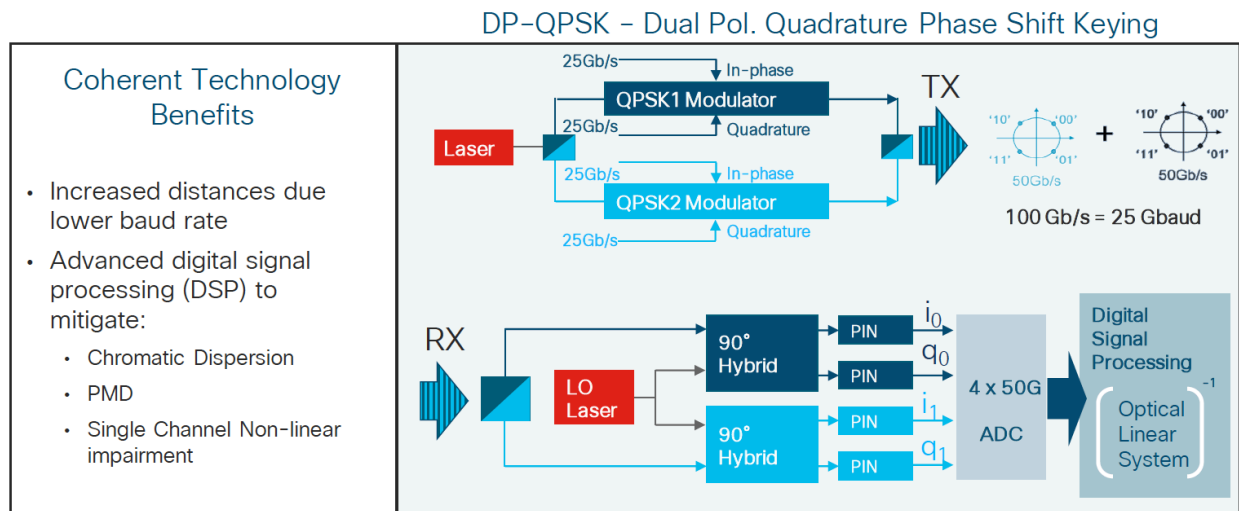 DP-QPSK – Dual Pol. Quadrature Phase Shift Keying
Coherent Technology
Benefits
• Increased distances due
lower baud rate
• Advanced digital signal
processing (DSP) to
mitigate:
• Chromatic Dispersion
• PMD
• Single Channel Non-linear
impairment
25Gb/s
In-phase
QPSK1 Modulator
25Gb/s
Quadrature
Laser
25Gb/s
In-phase
QPSK2 Modulator
25Gb/s
Quadrature
TX
'10' '00'
'11' '01'
50Gb/s
+
'10' '00'
'11' '01'
50Gb/s
100 Gb/s = 25 Gbaud
RX
LO
Laser
90°
Hybrid
90°
Hybrid
PIN
PIN
PIN
PIN
i0
q0
i1
q1
4 x 50G
ADC
Digital
Signal
Processing
-1
Optical
Linear
System